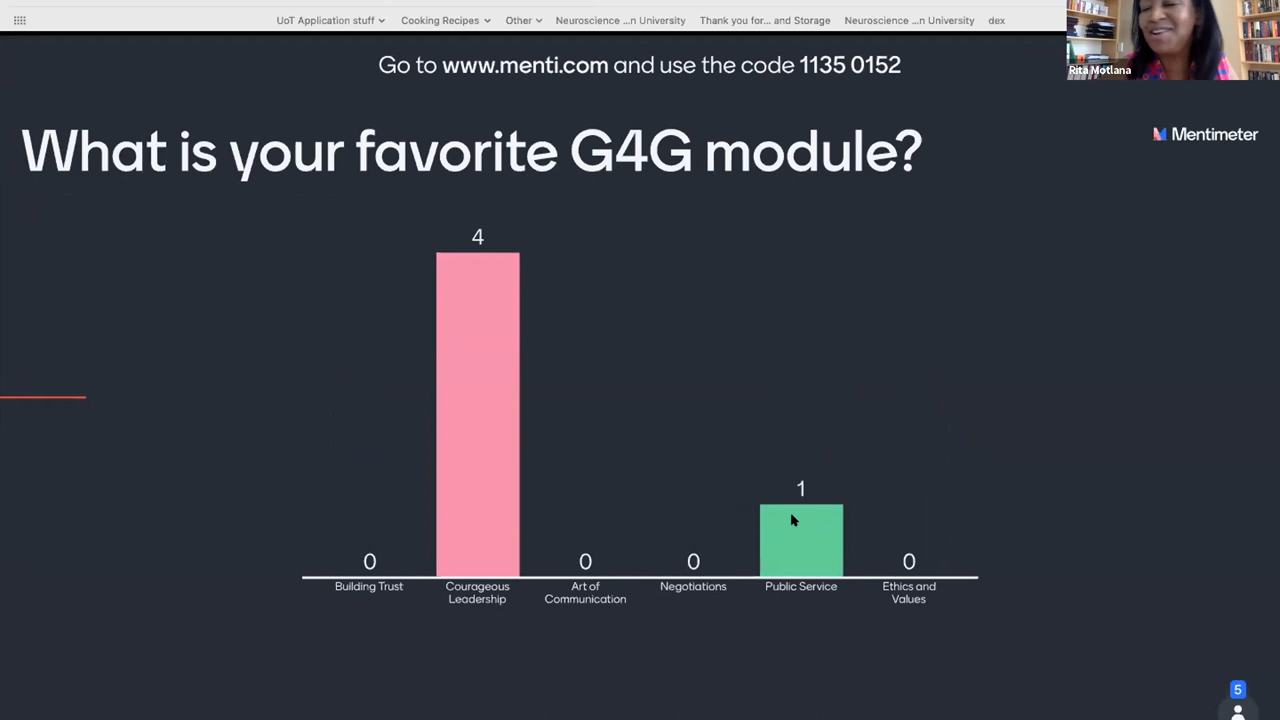 UoT Application stuff Cooking Recipes Other Neuroscience ...n University Thank you for... and Storage Neuroscience ...n University dex
Go to www.menti.com and use the code 1135 0152
Rita Motlana
What is your favorite G4G module?
Mentimeter
4
1
0 0 0 0
Building Trust Courageous Leadership Art of Communication Negotiations Public Service Ethics and Values
5